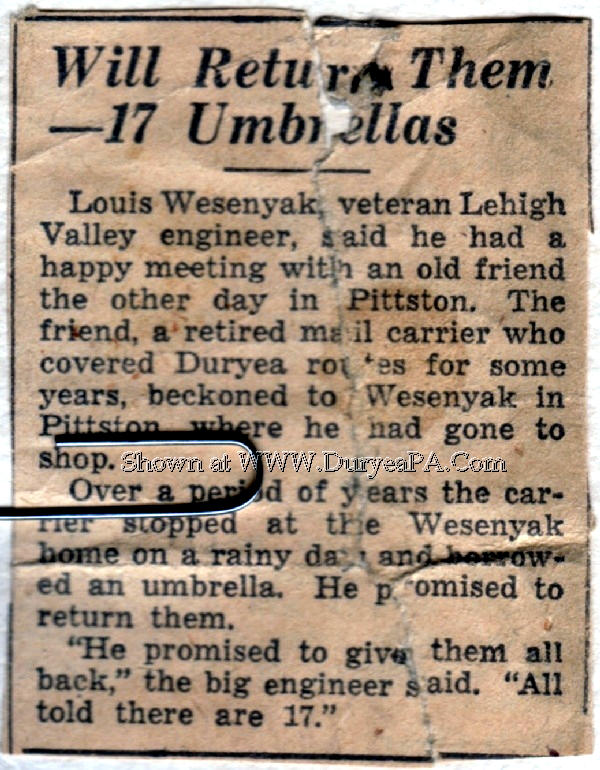 Will Return Them
—17 Umbrellas
Louis Wesenyak, veteran Lehigh
Valley engineer, said he had a
happy meeting with an old friend
the other day in Pittston. The
friend, a retired mail carrier who
covered Duryea routes for some
years, beckoned to Wesenyak in
Pittston where he had gone to
shop.
Shown at WWW.DuryeaPA.Com
Over a period of years the car-
rier stopped at the Wesenyak
home on a rainy day and borrow-
ed an umbrella. He promised to
return them.
"He promised to give them all
back," the big engineer said. "All
told there are 17."